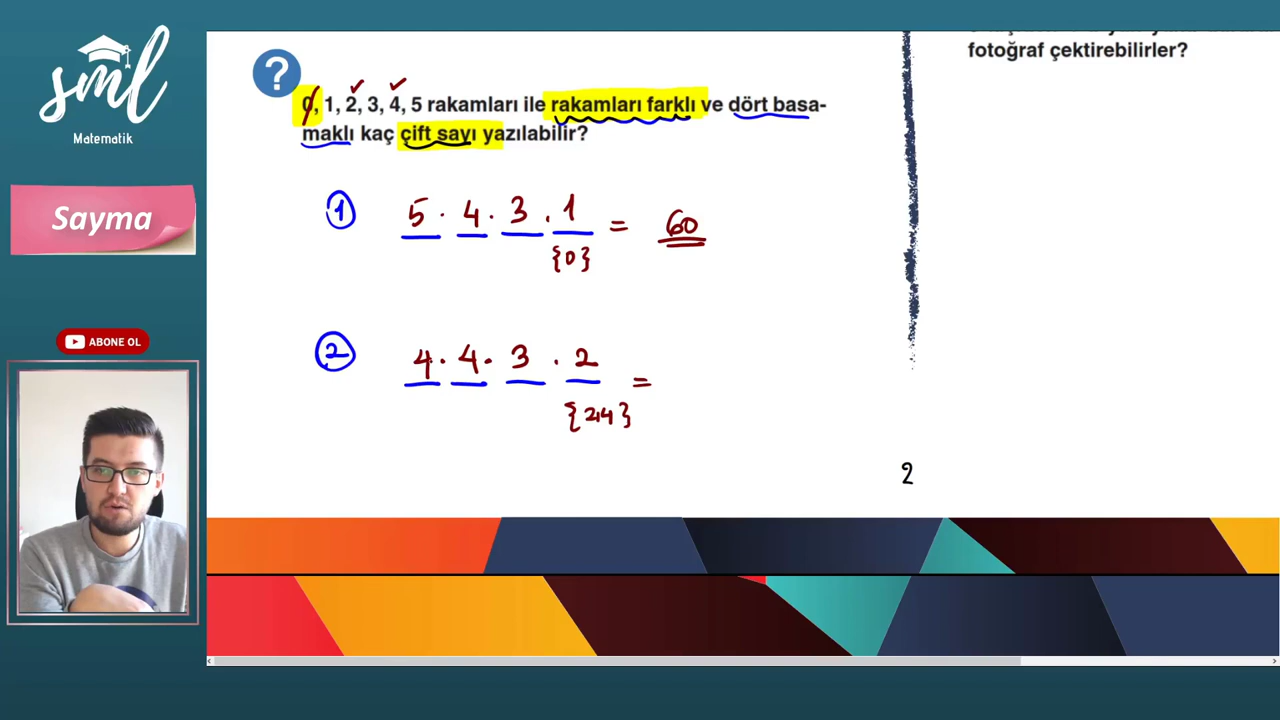 sml
Matematik
Sayma
ABONE OL
?
0, 1, 2, 3, 4, 5 rakamları ile rakamları farklı ve dört basa-
maklı kaç çift sayı yazılabilir?
1 5 . 4 . 3 . 1 = 60
{0}
2 4 . 4 . 3 . 2 =
{2,4}
fotoğraf çektirebilirler?
2